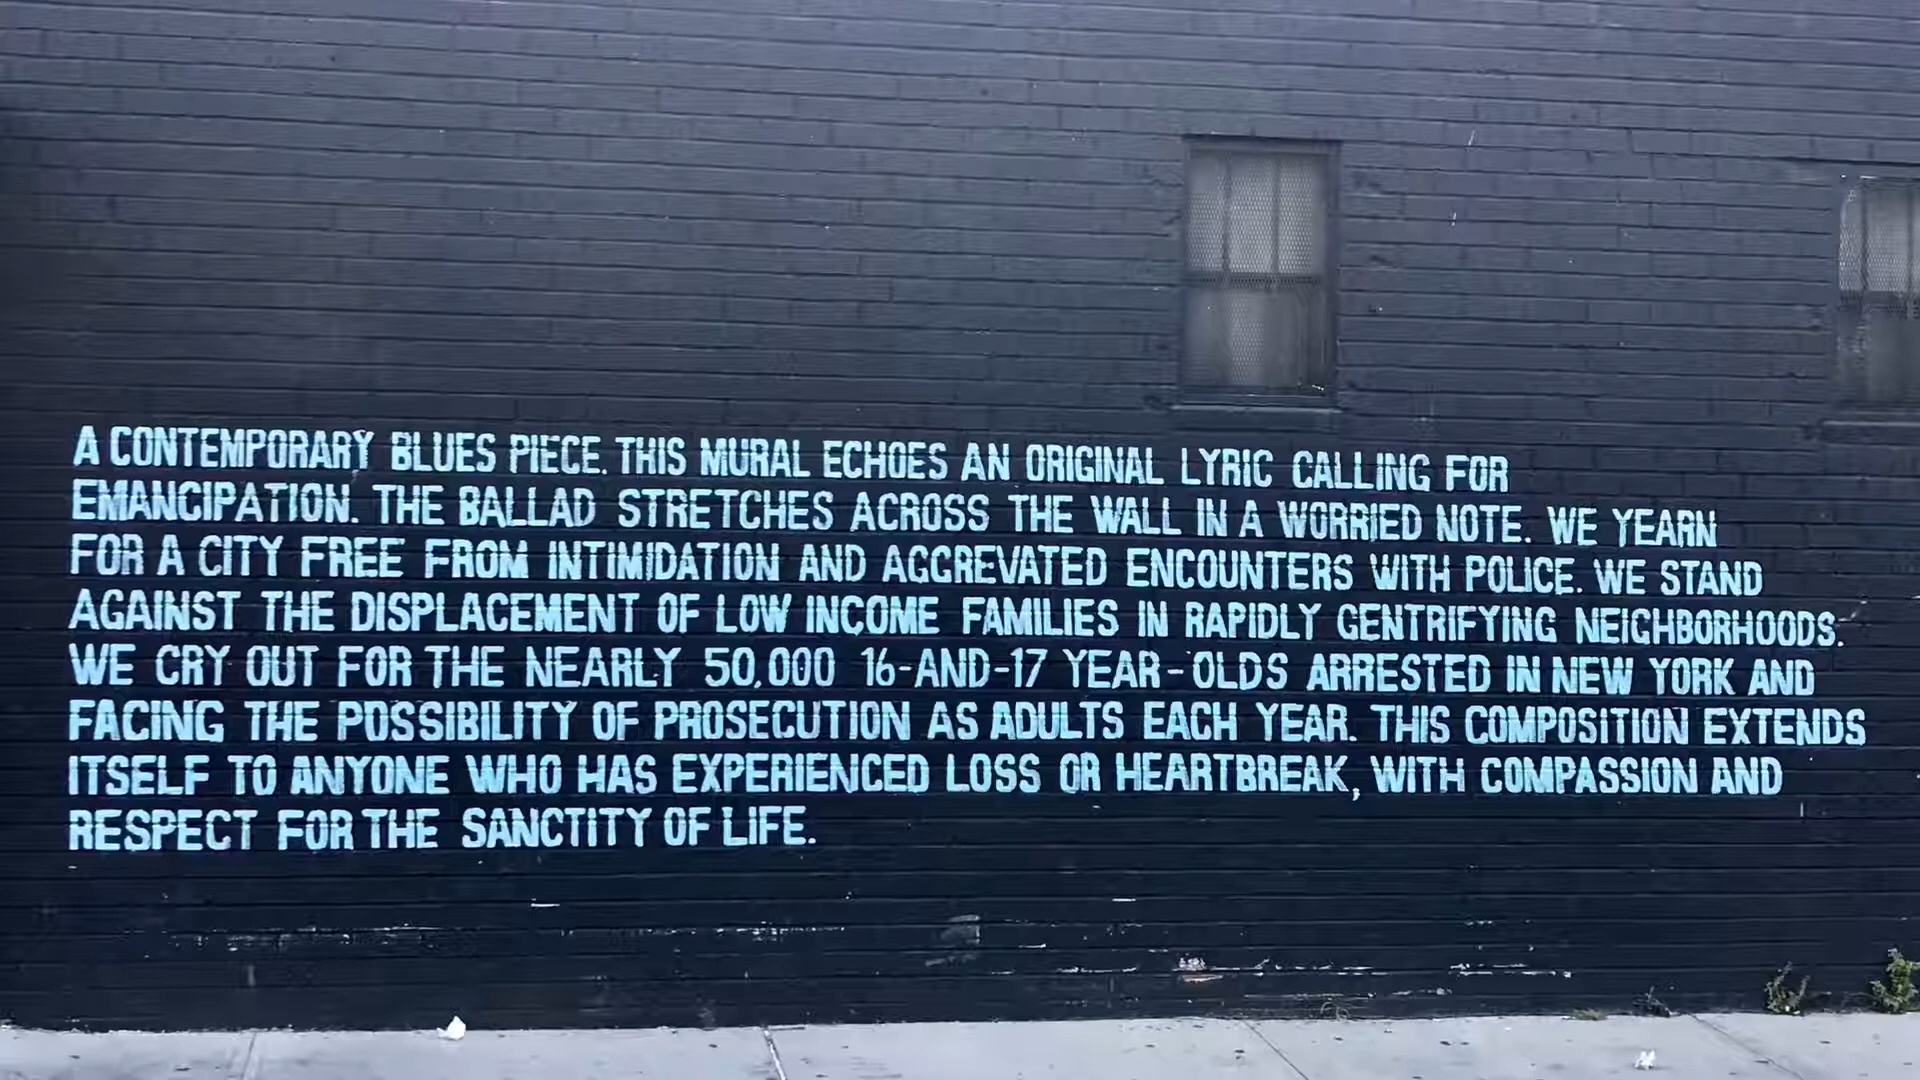 A CONTEMPORARY BLUES PIECE. THIS MURAL ECHOES AN ORIGINAL LYRIC CALLING FOR
EMANCIPATION. THE BALLAD STRETCHES ACROSS THE WALL IN A WORRIED NOTE. WE YEARN
FOR A CITY FREE FROM INTIMIDATION AND AGGREVATED ENCOUNTERS WITH POLICE. WE STAND
AGAINST THE DISPLACEMENT OF LOW INCOME FAMILIES IN RAPIDLY GENTRIFYING NEIGHBORHOODS.
WE CRY OUT FOR THE NEARLY 50,000 16-AND-17 YEAR-OLDS ARRESTED IN NEW YORK AND
FACING THE POSSIBILITY OF PROSECUTION AS ADULTS EACH YEAR. THIS COMPOSITION EXTENDS
ITSELF TO ANYONE WHO HAS EXPERIENCED LOSS OR HEARTBREAK, WITH COMPASSION AND
RESPECT FOR THE SANCTITY OF LIFE.